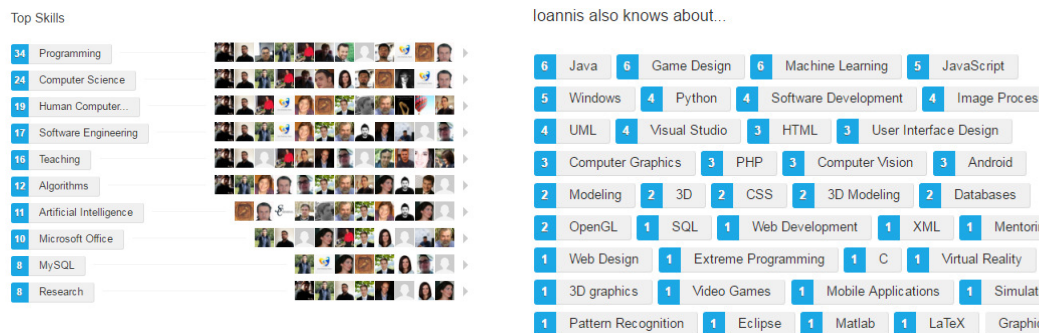 Top Skills
34 Programming
24 Computer Science
19 Human Computer...
17 Software Engineering
16 Teaching
12 Algorithms
11 Artificial Intelligence
10 Microsoft Office
8 MySQL
8 Research
Ioannis also knows about...
6 Java 6 Game Design 6 Machine Learning 5 JavaScript
5 Windows 4 Python 4 Software Development 4 Image Proces
4 UML 4 Visual Studio 3 HTML 3 User Interface Design
3 Computer Graphics 3 PHP 3 Computer Vision 3 Android
2 Modeling 2 3D 2 CSS 2 3D Modeling 2 Databases
2 OpenGL 1 SQL 1 Web Development 1 XML 1 Mentori
1 Web Design 1 Extreme Programming 1 C 1 Virtual Reality
1 3D graphics 1 Video Games 1 Mobile Applications 1 Simulat
1 Pattern Recognition 1 Eclipse 1 Matlab 1 LaTeX Graphic